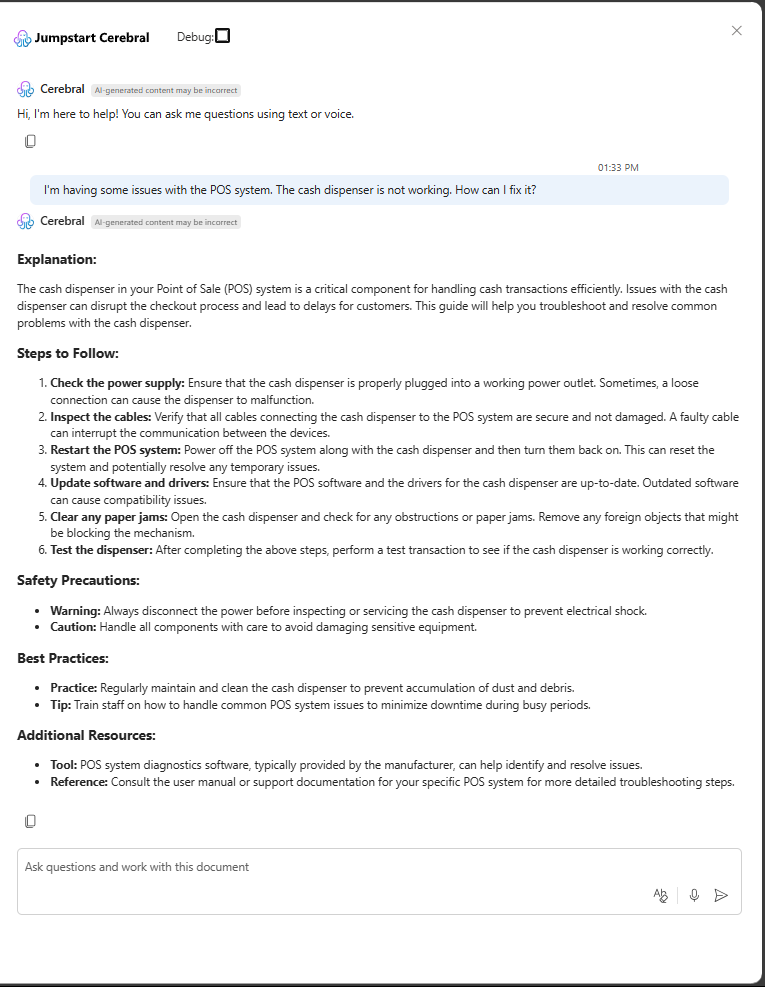 Jumpstart Cerebral Debug:
Cerebral AI-generated content may be incorrect
Hi, I'm here to help! You can ask me questions using text or voice.
01:33 PM
I'm having some issues with the POS system. The cash dispenser is not working. How can I fix it?
Cerebral AI-generated content may be incorrect
Explanation:
The cash dispenser in your Point of Sale (POS) system is a critical component for handling cash transactions efficiently. Issues with the cash
dispenser can disrupt the checkout process and lead to delays for customers. This guide will help you troubleshoot and resolve common
problems with the cash dispenser.
Steps to Follow:
1. Check the power supply: Ensure that the cash dispenser is properly plugged into a working power outlet. Sometimes, a loose
connection can cause the dispenser to malfunction.
2. Inspect the cables: Verify that all cables connecting the cash dispenser to the POS system are secure and not damaged. A faulty cable
can interrupt the communication between the devices.
3. Restart the POS system: Power off the POS system along with the cash dispenser and then turn them back on. This can reset the
system and potentially resolve any temporary issues.
4. Update software and drivers: Ensure that the POS software and the drivers for the cash dispenser are up-to-date. Outdated software
can cause compatibility issues.
5. Clear any paper jams: Open the cash dispenser and check for any obstructions or paper jams. Remove any foreign objects that might
be blocking the mechanism.
6. Test the dispenser: After completing the above steps, perform a test transaction to see if the cash dispenser is working correctly.
Safety Precautions:
• Warning: Always disconnect the power before inspecting or servicing the cash dispenser to prevent electrical shock.
• Caution: Handle all components with care to avoid damaging sensitive equipment.
Best Practices:
• Practice: Regularly maintain and clean the cash dispenser to prevent accumulation of dust and debris.
• Tip: Train staff on how to handle common POS system issues to minimize downtime during busy periods.
Additional Resources:
• Tool: POS system diagnostics software, typically provided by the manufacturer, can help identify and resolve issues.
• Reference: Consult the user manual or support documentation for your specific POS system for more detailed troubleshooting steps.
Ask questions and work with this document